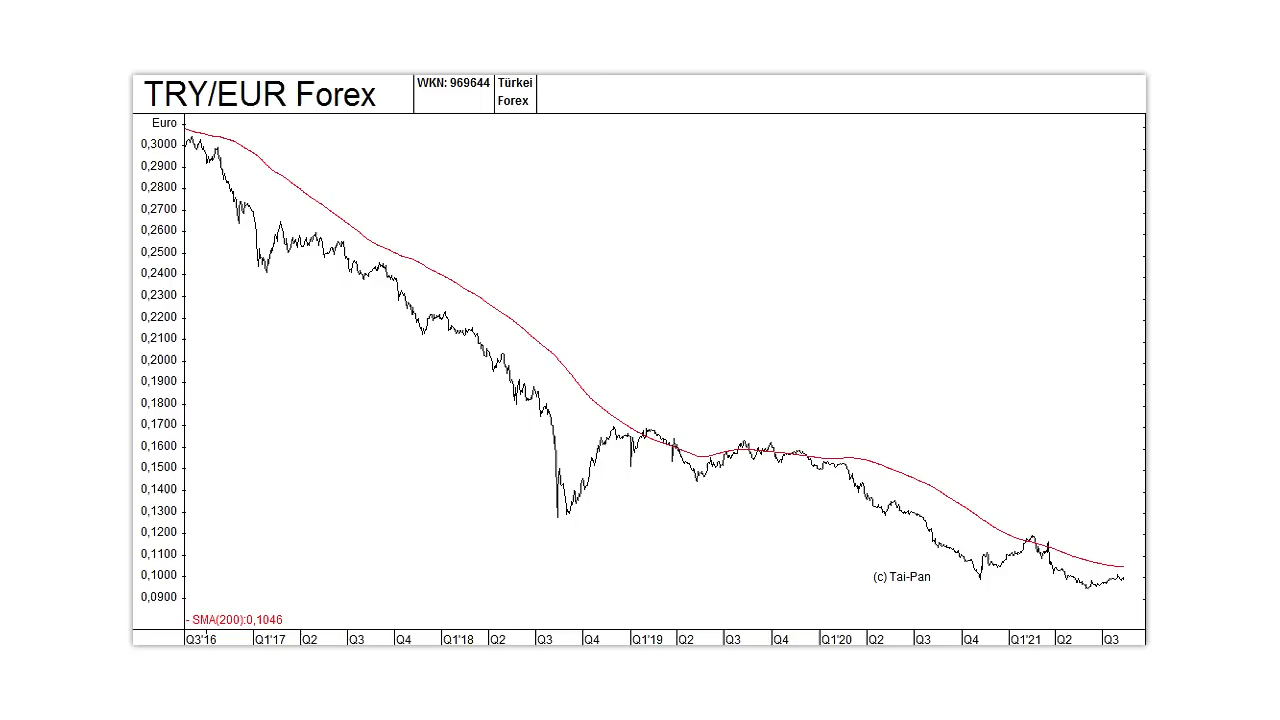 TRY/EUR Forex
WKN: 969644
Türkei
Forex
Euro
0,3000
0,2900
0,2800
0,2700
0,2600
0,2500
0,2400
0,2300
0,2200
0,2100
0,2000
0,1900
0,1800
0,1700
0,1600
0,1500
0,1400
0,1300
0,1200
0,1100
0,1000
0,0900
(c) Tai-Pan
- SMA(200):0,1046
Q3'16 Q1'17 Q2 Q3 Q4 Q1'18 Q2 Q3 Q4 Q1'19 Q2 Q3 Q4 Q1'20 Q2 Q3 Q4 Q1'21 Q2 Q3